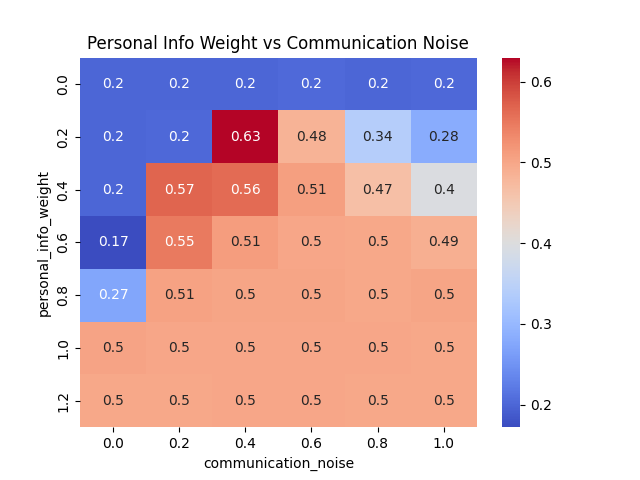 Personal Info Weight vs Communication Noise
personal_info_weight
0.0 0.2 0.2 0.2 0.2 0.2 0.2
0.2 0.2 0.2 0.63 0.48 0.34 0.28
0.4 0.2 0.57 0.56 0.51 0.47 0.4
0.6 0.17 0.55 0.51 0.5 0.5 0.49
0.8 0.27 0.51 0.5 0.5 0.5 0.5
1.0 0.5 0.5 0.5 0.5 0.5 0.5
1.2 0.5 0.5 0.5 0.5 0.5 0.5
0.0 0.2 0.4 0.6 0.8 1.0
communication_noise
0.6
0.5
0.4
0.3
0.2